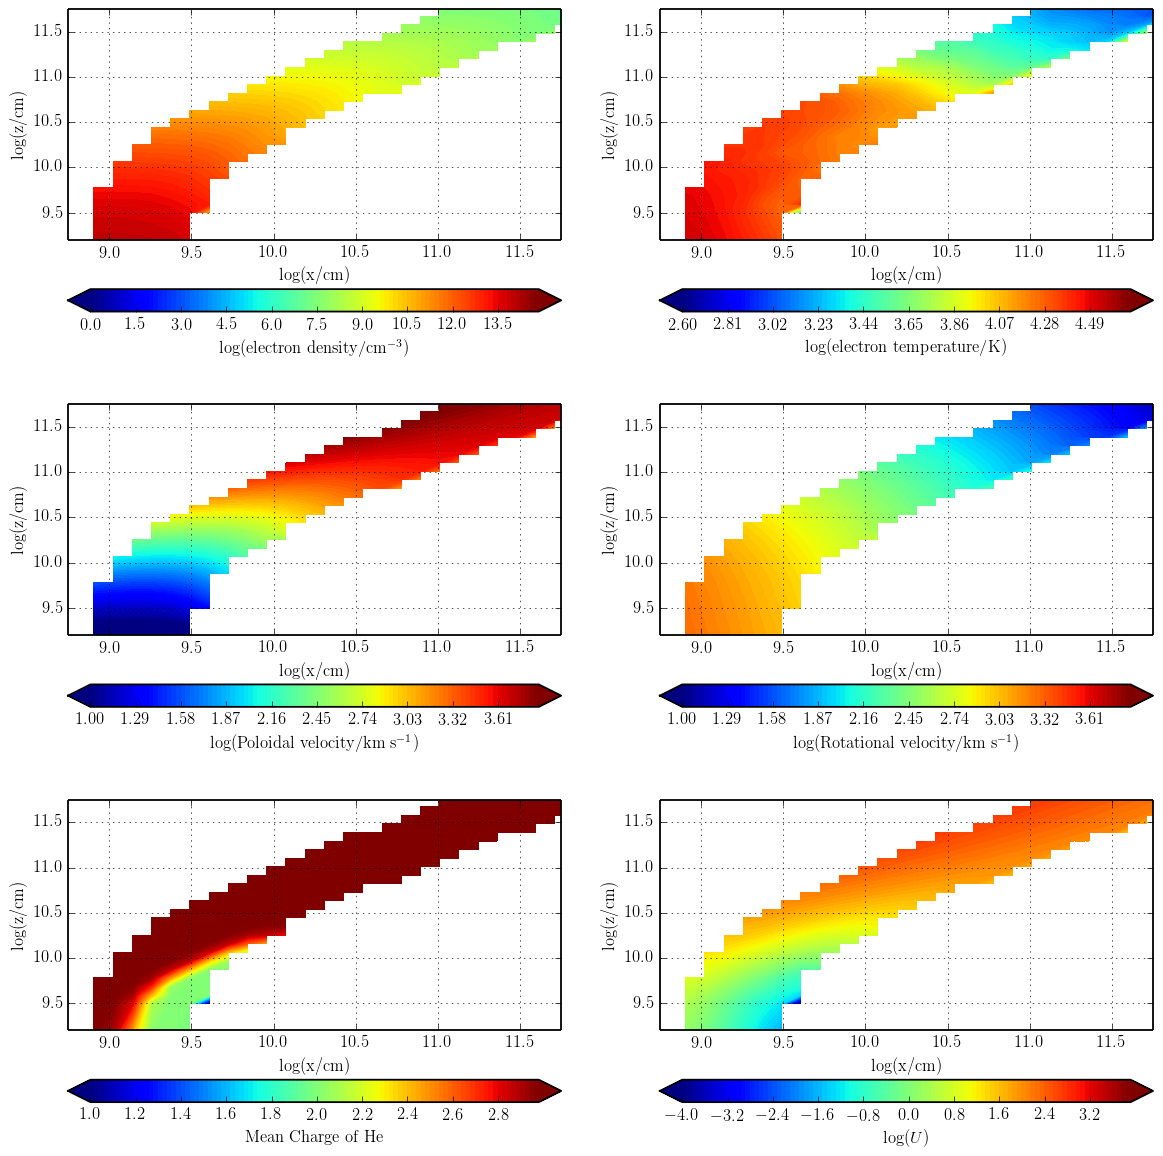 11.5
11.0
10.5
10.0
9.5
log(z/cm)
9.0 9.5 10.0 10.5 11.0 11.5
log(x/cm)
0.0 1.5 3.0 4.5 6.0 7.5 9.0 10.5 12.0 13.5
log(electron density/cm⁻³)
11.5
11.0
10.5
10.0
9.5
log(z/cm)
9.0 9.5 10.0 10.5 11.0 11.5
log(x/cm)
2.60 2.81 3.02 3.23 3.44 3.65 3.86 4.07 4.28 4.49
log(electron temperature/K)
11.5
11.0
10.5
10.0
9.5
log(z/cm)
9.0 9.5 10.0 10.5 11.0 11.5
log(x/cm)
1.00 1.29 1.58 1.87 2.16 2.45 2.74 3.03 3.32 3.61
log(Poloidal velocity/km s⁻¹)
11.5
11.0
10.5
10.0
9.5
log(z/cm)
9.0 9.5 10.0 10.5 11.0 11.5
log(x/cm)
1.00 1.29 1.58 1.87 2.16 2.45 2.74 3.03 3.32 3.61
log(Rotational velocity/km s⁻¹)
11.5
11.0
10.5
10.0
9.5
log(z/cm)
9.0 9.5 10.0 10.5 11.0 11.5
log(x/cm)
1.0 1.2 1.4 1.6 1.8 2.0 2.2 2.4 2.6 2.8
Mean Charge of He
11.5
11.0
10.5
10.0
9.5
log(z/cm)
9.0 9.5 10.0 10.5 11.0 11.5
log(x/cm)
−4.0 −3.2 −2.4 −1.6 −0.8 0.0 0.8 1.6 2.4 3.2
log(U)